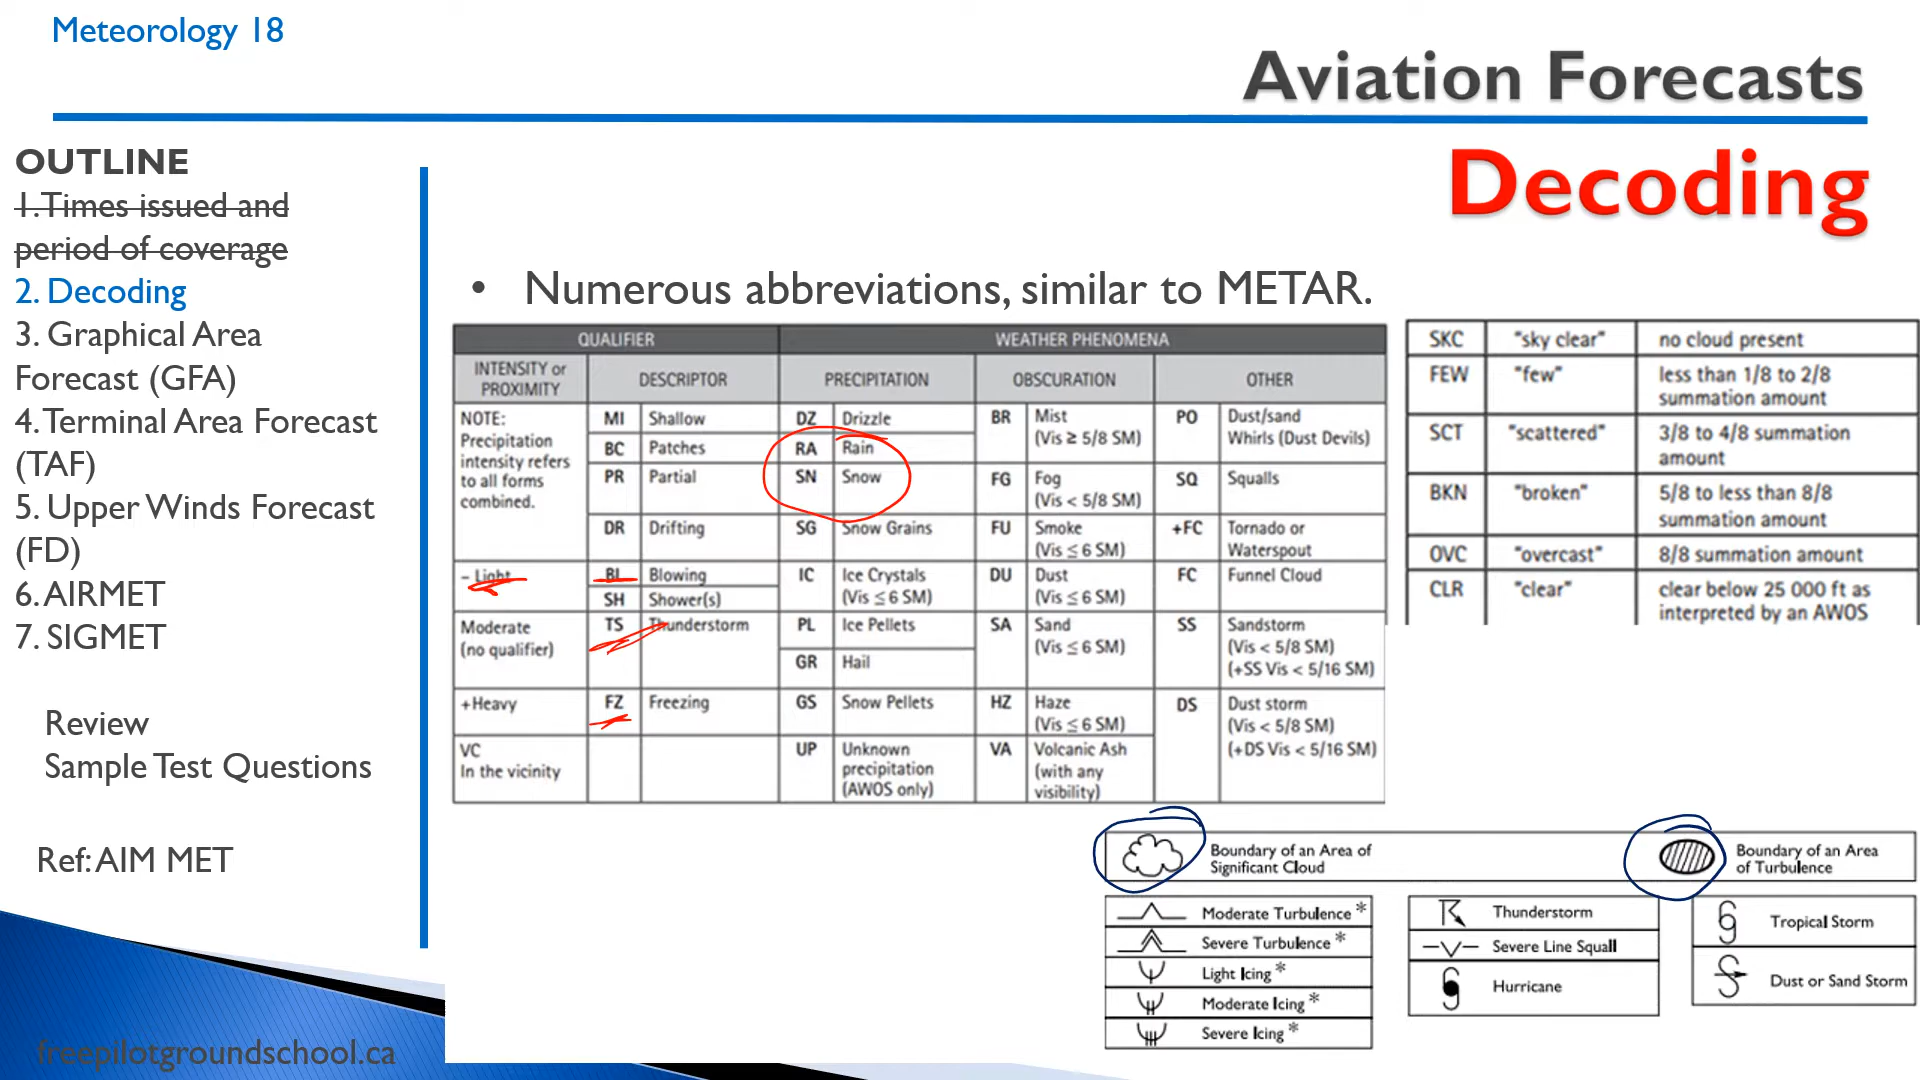 Meteorology 18
Aviation Forecasts
Decoding
OUTLINE
1. Times issued and
period of coverage
2. Decoding
3. Graphical Area
Forecast (GFA)
4. Terminal Area Forecast
(TAF)
5. Upper Winds Forecast
(FD)
6. AIRMET
7. SIGMET
Review
Sample Test Questions
Ref: AIM MET
freepilotgroundschool.ca
• Numerous abbreviations, similar to METAR.
QUALIFIER
WEATHER PHENOMENA
INTENSITY or
PROXIMITY
DESCRIPTOR
PRECIPITATION
OBSCURATION
OTHER
NOTE:
Precipitation
intensity refers
to all forms
combined.
– Light
Moderate
(no qualifier)
+Heavy
VC
In the vicinity
MI Shallow
BC Patches
PR Partial
DR Drifting
BL Blowing
SH Shower(s)
TS Thunderstorm
FZ Freezing
DZ Drizzle
RA Rain
SN Snow
SG Snow Grains
IC Ice Crystals
(Vis ≤ 6 SM)
PL Ice Pellets
GR Hail
GS Snow Pellets
UP Unknown
precipitation
(AWOS only)
BR Mist
(Vis ≥ 5/8 SM)
FG Fog
(Vis < 5/8 SM)
FU Smoke
(Vis ≤ 6 SM)
DU Dust
(Vis ≤ 6 SM)
SA Sand
(Vis ≤ 6 SM)
HZ Haze
(Vis ≤ 6 SM)
VA Volcanic Ash
(with any
visibility)
PO Dust/sand
Whirls (Dust Devils)
SQ Squalls
+FC Tornado or
Waterspout
FC Funnel Cloud
SS Sandstorm
(Vis < 5/8 SM)
(+SS Vis < 5/16 SM)
DS Dust storm
(Vis < 5/8 SM)
(+DS Vis < 5/16 SM)
SKC "sky clear" no cloud present
FEW "few" less than 1/8 to 2/8
summation amount
SCT "scattered" 3/8 to 4/8 summation
amount
BKN "broken" 5/8 to less than 8/8
summation amount
OVC "overcast" 8/8 summation amount
CLR "clear" clear below 25 000 ft as
interpreted by an AWOS
Boundary of an Area of
Significant Cloud
Boundary of an Area
of Turbulence
Moderate Turbulence *
Severe Turbulence *
Light Icing *
Moderate Icing *
Severe Icing *
Thunderstorm
Severe Line Squall
Hurricane
Tropical Storm
Dust or Sand Storm